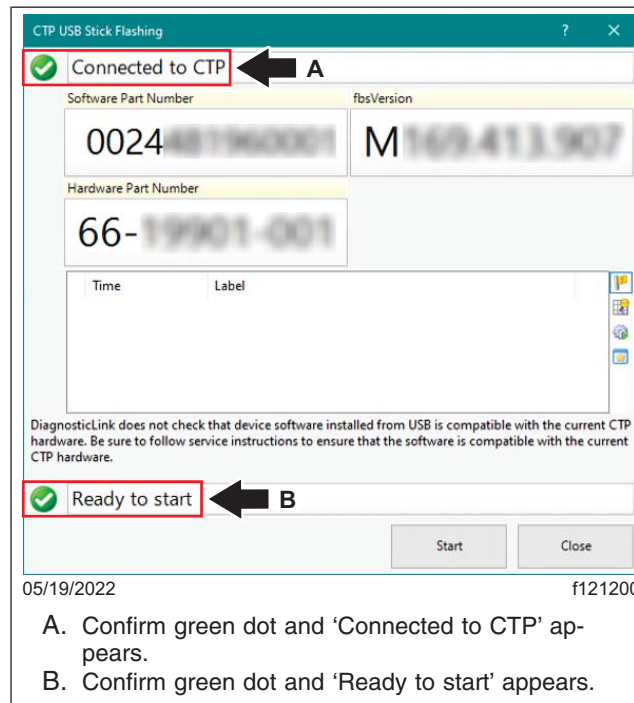 CTP USB Stick Flashing ? ×
Connected to CTP A
Software Part Number fbsVersion
0024 M
Hardware Part Number
66-
Time Label
DiagnosticLink does not check that device software installed from USB is compatible with the current CTP
hardware. Be sure to follow service instructions to ensure that the software is compatible with the current
CTP hardware.
Ready to start B
Start Close
05/19/2022 f121200
A. Confirm green dot and ‘Connected to CTP’ ap-
pears.
B. Confirm green dot and ‘Ready to start’ appears.